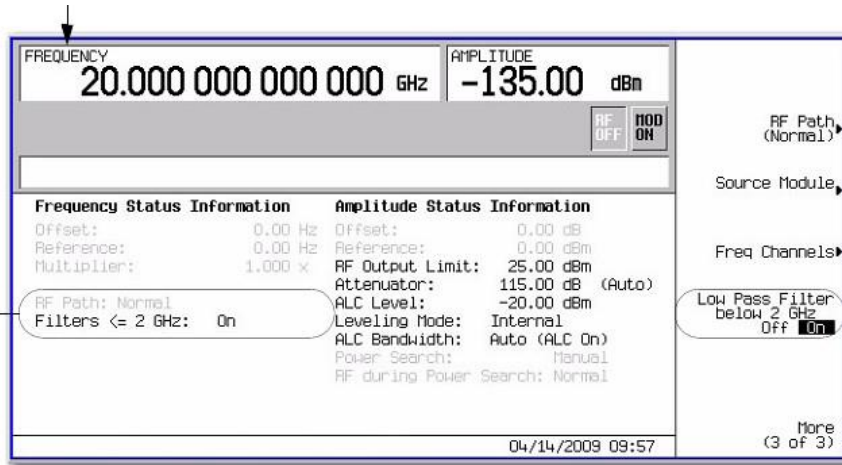 FREQUENCY
20.000 000 000 000 GHz
AMPLITUDE
-135.00 dBm
RF OFF
MOD ON
RF Path
(Normal)
Source Module
Freq Channels
Low Pass Filter
below 2 GHz
Off On
More
(3 of 3)
Frequency Status Information
Offset: 0.00 Hz
Reference: 0.00 Hz
Multiplier: 1.000 x
RF Path: Normal
Filters <= 2 GHz: On
Amplitude Status Information
Offset: 0.00 dB
Reference: 0.00 dBm
RF Output Limit: 25.00 dBm
Attenuator: 115.00 dB (Auto)
ALC Level: -20.00 dBm
Leveling Mode: Internal
ALC Bandwidth: Auto (ALC On)
Power Search: Manual
RF during Power Search: Normal
04/14/2009 09:57